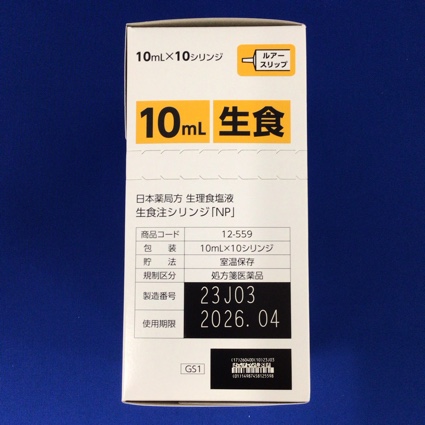 10mL×10シリンジ
ルアー
スリップ
10mL 生食
日本薬局方 生理食塩液
生食注シリンジ「NP」
商品コード 12-559
包 装 10mL×10シリンジ
貯 法 室温保存
規制区分 処方箋医薬品
製造番号 23J03
使用期限 2026.04
GS1